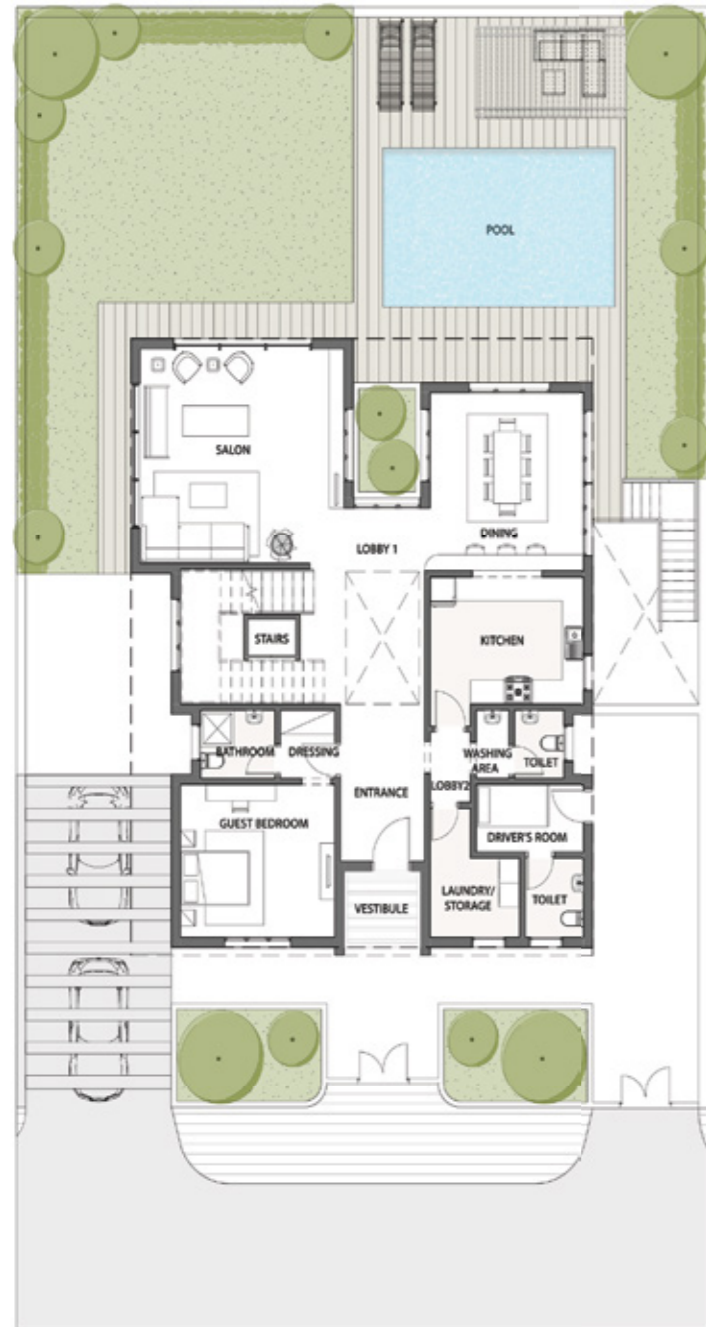 POOL
SALON
DINING
LOBBY 1
KITCHEN
STAIRS
BATHROOM
DRESSING
WASHING
AREA
TOILET
ENTRANCE
LOBBY2
GUEST BEDROOM
DRIVER'S ROOM
LAUNDRY/
STORAGE
TOILET
VESTIBULE